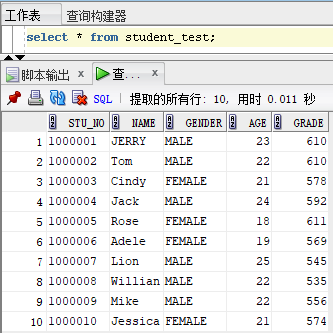 工作表 查询构建器
select * from student_test;
脚本输出 × 查... ×
SQL | 提取的所有行: 10, 用时 0.011 秒
STU_NO NAME GENDER AGE GRADE
1 1000001 JERRY MALE 23 610
2 1000002 Tom MALE 22 610
3 1000003 Cindy FEMALE 21 578
4 1000004 Jack MALE 24 592
5 1000005 Rose FEMALE 18 611
6 1000006 Adele FEMALE 19 569
7 1000007 Lion MALE 25 545
8 1000008 Willian MALE 22 535
9 1000009 Mike MALE 22 556
10 1000010 Jessica FEMALE 21 574